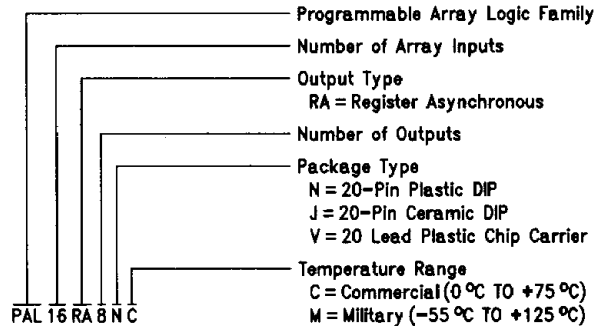 Programmable Array Logic Family
Number of Array Inputs
Output Type
RA = Register Asynchronous
Number of Outputs
Package Type
N = 20-Pin Plastic DIP
J = 20-Pin Ceramic DIP
V = 20 Lead Plastic Chip Carrier
Temperature Range
C = Commercial (0 °C TO +75 °C)
M = Military (-55 °C TO +125 °C)
PAL 16 RA 8 N C